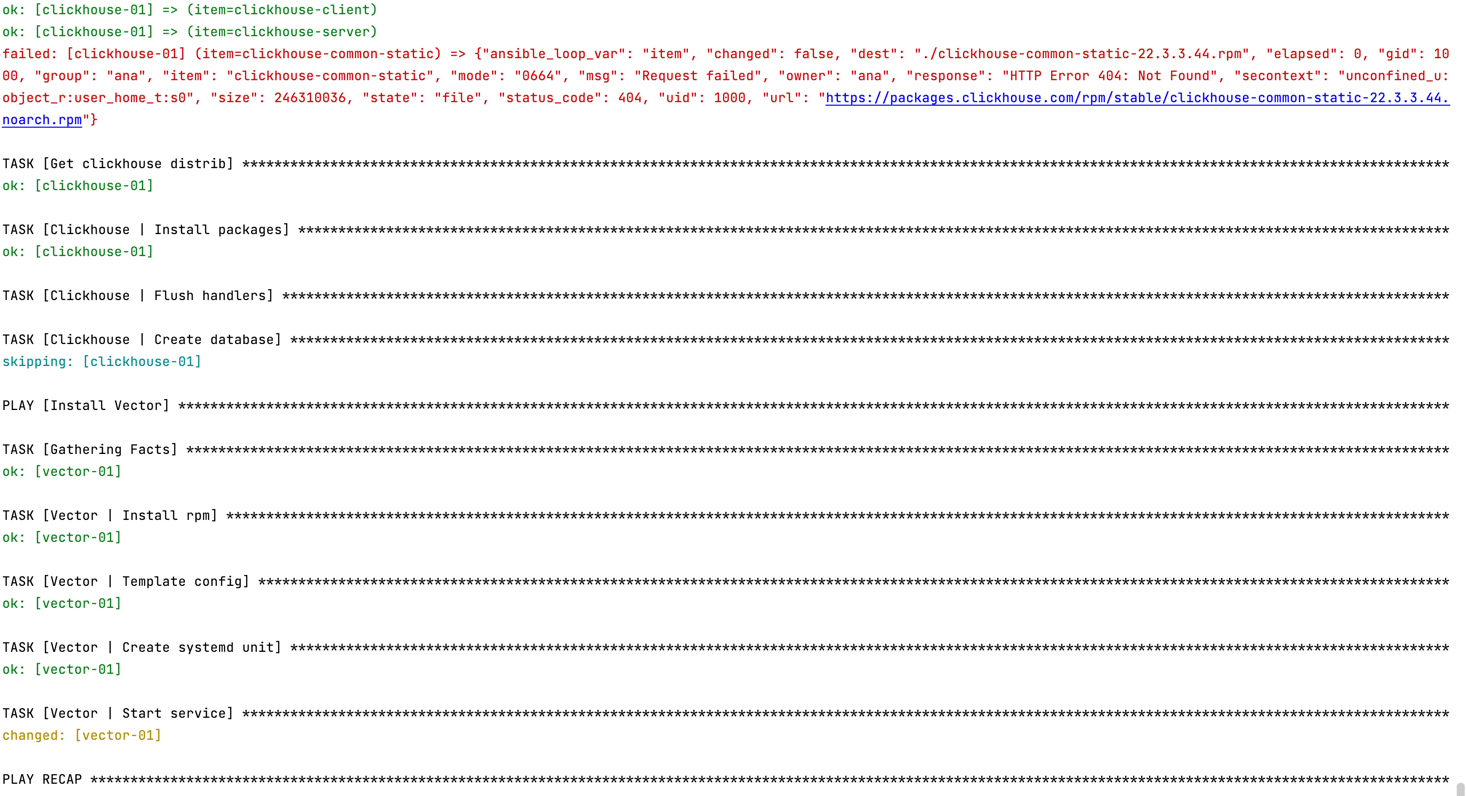 ok: [clickhouse-01] => (item=clickhouse-client)
ok: [clickhouse-01] => (item=clickhouse-server)
failed: [clickhouse-01] (item=clickhouse-common-static) => {"ansible_loop_var": "item", "changed": false, "dest": "./clickhouse-common-static-22.3.3.44.rpm", "elapsed": 0, "gid": 10
00, "group": "ana", "item": "clickhouse-common-static", "mode": "0664", "msg": "Request failed", "owner": "ana", "response": "HTTP Error 404: Not Found", "secontext": "unconfined_u:
object_r:user_home_t:s0", "size": 246310036, "state": "file", "status_code": 404, "uid": 1000, "url": "https://packages.clickhouse.com/rpm/stable/clickhouse-common-static-22.3.3.44.
noarch.rpm"}
TASK [Get clickhouse distrib] *******************************************************************************************************************************************************
ok: [clickhouse-01]
TASK [Clickhouse | Install packages] ************************************************************************************************************************************************
ok: [clickhouse-01]
TASK [Clickhouse | Flush handlers] **************************************************************************************************************************************************
TASK [Clickhouse | Create database] *************************************************************************************************************************************************
skipping: [clickhouse-01]
PLAY [Install Vector] ***************************************************************************************************************************************************************
TASK [Gathering Facts] **************************************************************************************************************************************************************
ok: [vector-01]
TASK [Vector | Install rpm] *********************************************************************************************************************************************************
ok: [vector-01]
TASK [Vector | Template config] *****************************************************************************************************************************************************
ok: [vector-01]
TASK [Vector | Create systemd unit] *************************************************************************************************************************************************
ok: [vector-01]
TASK [Vector | Start service] *******************************************************************************************************************************************************
changed: [vector-01]
PLAY RECAP **************************************************************************************************************************************************************************